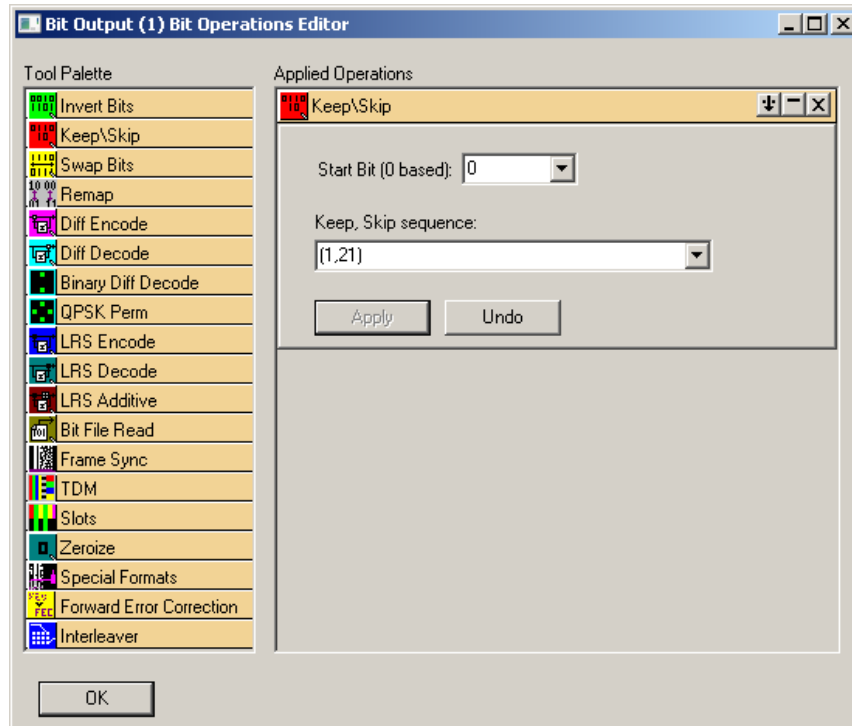 Bit Output (1) Bit Operations Editor
Tool Palette
Invert Bits
Keep\Skip
Swap Bits
Remap
Diff Encode
Diff Decode
Binary Diff Decode
QPSK Perm
LRS Encode
LRS Decode
LRS Additive
Bit File Read
Frame Sync
TDM
Slots
Zeroize
Special Formats
Forward Error Correction
Interleaver
Applied Operations
Keep\Skip
Start Bit (0 based): 0
Keep, Skip sequence:
(1,21)
Apply Undo
OK